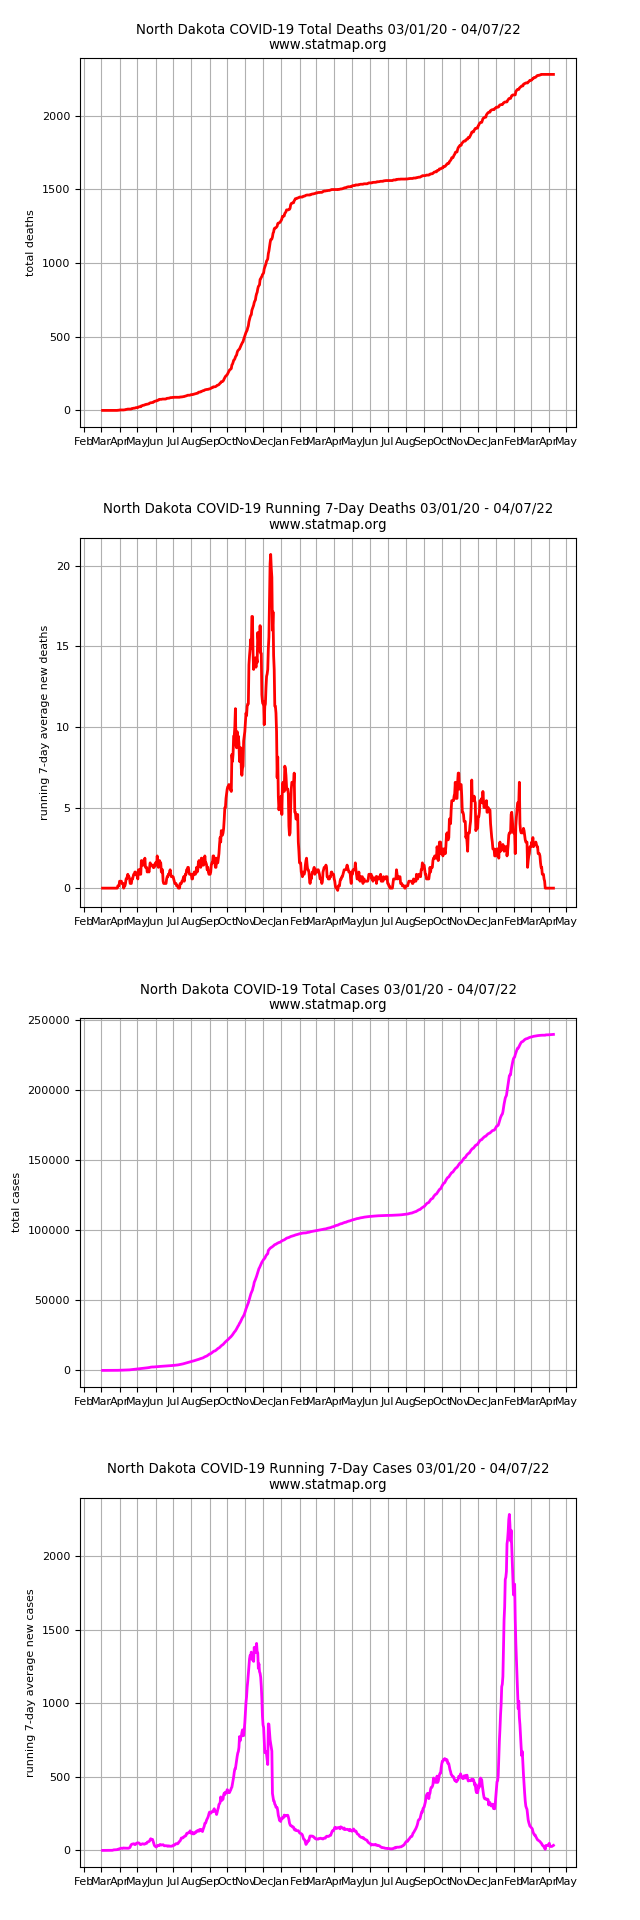 North Dakota COVID-19 Total Deaths 03/01/20 - 04/07/22
www.statmap.org
total deaths
2000
1500
1000
500
0
Feb Mar Apr May Jun Jul Aug Sep Oct Nov Dec Jan Feb Mar Apr May Jun Jul Aug Sep Oct Nov Dec Jan Feb Mar Apr May
North Dakota COVID-19 Running 7-Day Deaths 03/01/20 - 04/07/22
www.statmap.org
running 7-day average new deaths
20
15
10
5
0
Feb Mar Apr May Jun Jul Aug Sep Oct Nov Dec Jan Feb Mar Apr May Jun Jul Aug Sep Oct Nov Dec Jan Feb Mar Apr May
North Dakota COVID-19 Total Cases 03/01/20 - 04/07/22
www.statmap.org
total cases
250000
200000
150000
100000
50000
0
Feb Mar Apr May Jun Jul Aug Sep Oct Nov Dec Jan Feb Mar Apr May Jun Jul Aug Sep Oct Nov Dec Jan Feb Mar Apr May
North Dakota COVID-19 Running 7-Day Cases 03/01/20 - 04/07/22
www.statmap.org
running 7-day average new cases
2000
1500
1000
500
0
Feb Mar Apr May Jun Jul Aug Sep Oct Nov Dec Jan Feb Mar Apr May Jun Jul Aug Sep Oct Nov Dec Jan Feb Mar Apr May